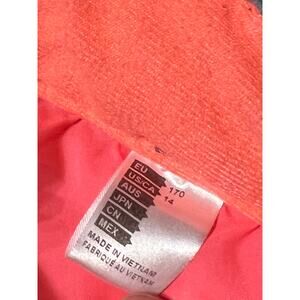 EU 170
US/CA 14
AUS
JPN
CN
MEX
MADE IN VIETNAM
FABRIQUÉ AU VIETNAM